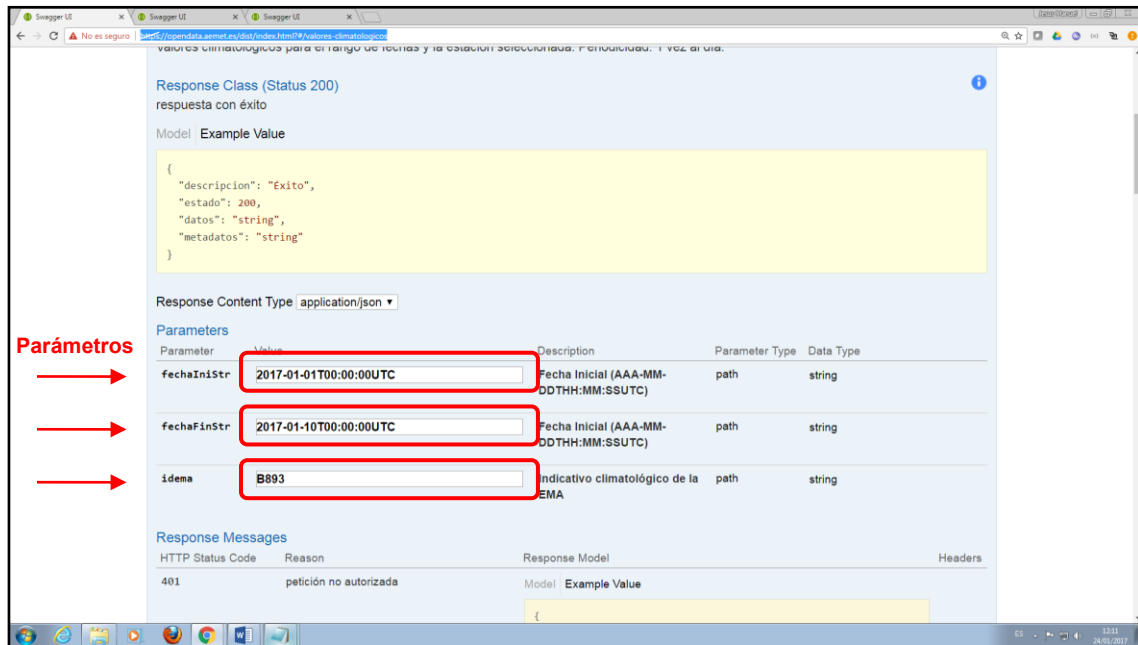 Swagger UI × Swagger UI × Swagger UI ×
No es seguro https://opendata.aemet.es/dist/index.html?#/valores-climatologicos
Valores climatológicos para el rango de fechas y la estación seleccionada. Periodicidad: 1 vez al día.
Response Class (Status 200)
respuesta con éxito
Model Example Value
{
"descripcion": "Éxito",
"estado": 200,
"datos": "string",
"metadatos": "string"
}
Response Content Type application/json
Parameters
Parámetros
Parameter Value Description Parameter Type Data Type
fechaIniStr 2017-01-01T00:00:00UTC Fecha Inicial (AAA-MM- path string
DDTHH:MM:SSUTC)
fechaFinStr 2017-01-10T00:00:00UTC Fecha Inicial (AAA-MM- path string
DDTHH:MM:SSUTC)
idema B893 Indicativo climatológico de la path string
EMA
Response Messages
HTTP Status Code Reason Response Model Headers
401 petición no autorizada Model Example Value
{
ES 13:11
24/01/2017